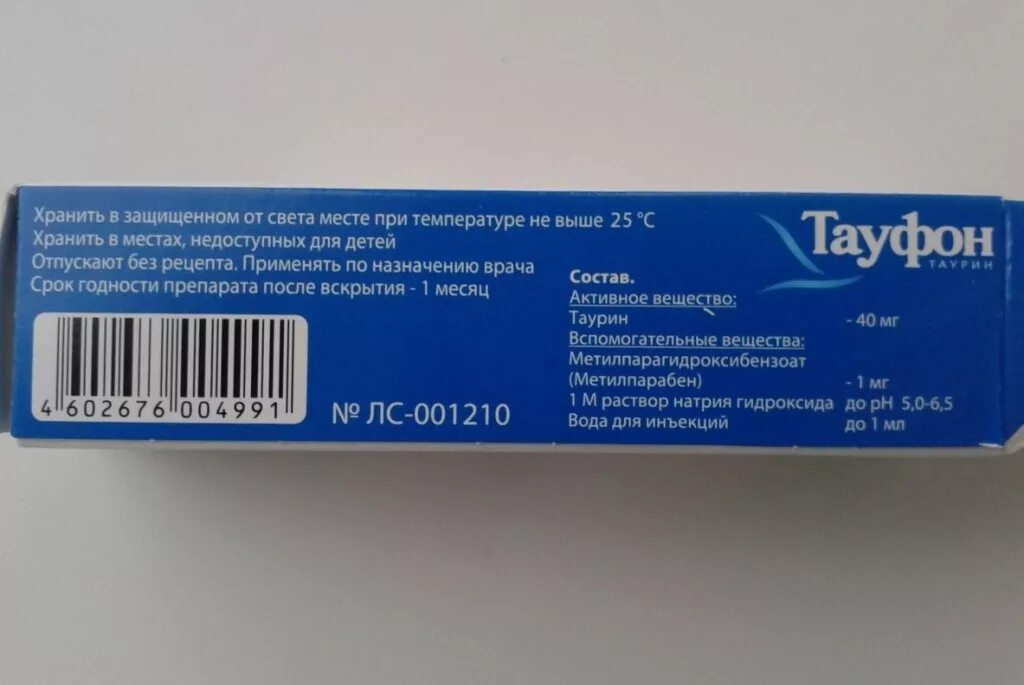 Хранить в защищенном от света месте при температуре не выше 25 °C
Хранить в местах, недоступных для детей
Отпускают без рецепта. Применять по назначению врача
Срок годности препарата после вскрытия - 1 месяц
4 602676 004991
№ ЛС-001210
Тауфон
ТАУРИН
Состав.
Активное вещество:
Таурин - 40 мг
Вспомогательные вещества:
Метилпарагидроксибензоат
(Метилпарабен) - 1 мг
1 М раствор натрия гидроксида до pH 5,0-6,5
Вода для инъекций до 1 мл